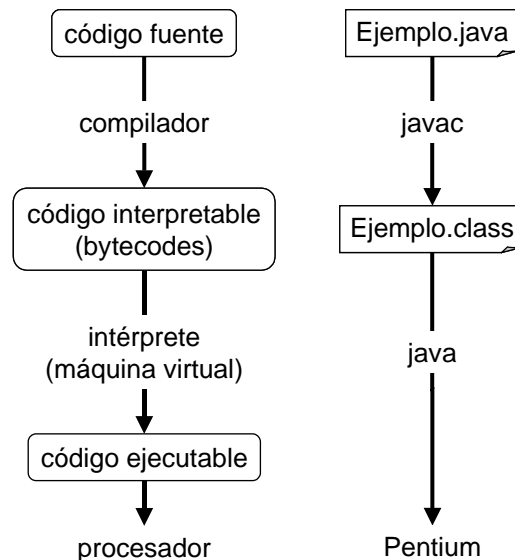 código fuente
Ejemplo.java
compilador
javac
código interpretable
(bytecodes)
Ejemplo.class
intérprete
(máquina virtual)
java
código ejecutable
procesador
Pentium